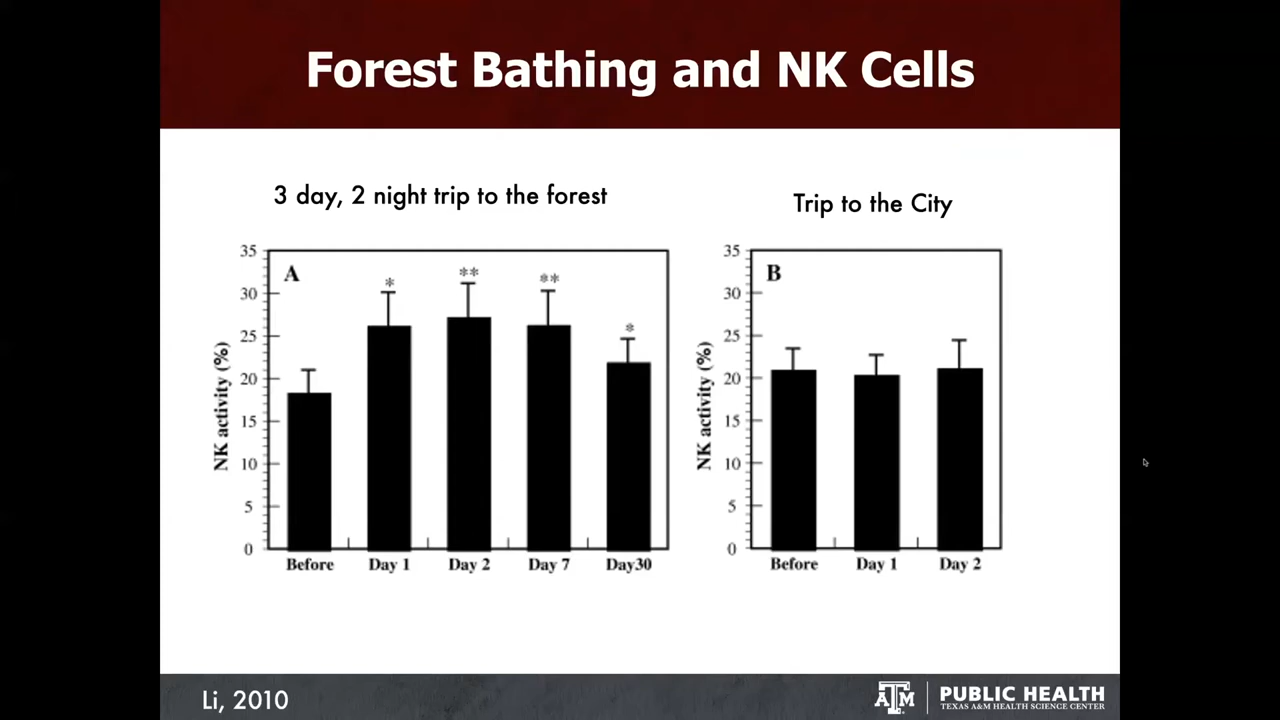 Forest Bathing and NK Cells
3 day, 2 night trip to the forest
Trip to the City
A
NK activity (%)
35
30
25
20
15
10
5
0
*
**
**
*
Before Day 1 Day 2 Day 7 Day30
B
NK activity (%)
35
30
25
20
15
10
5
0
Before Day 1 Day 2
Li, 2010
ATM
PUBLIC HEALTH
TEXAS A&M HEALTH SCIENCE CENTER